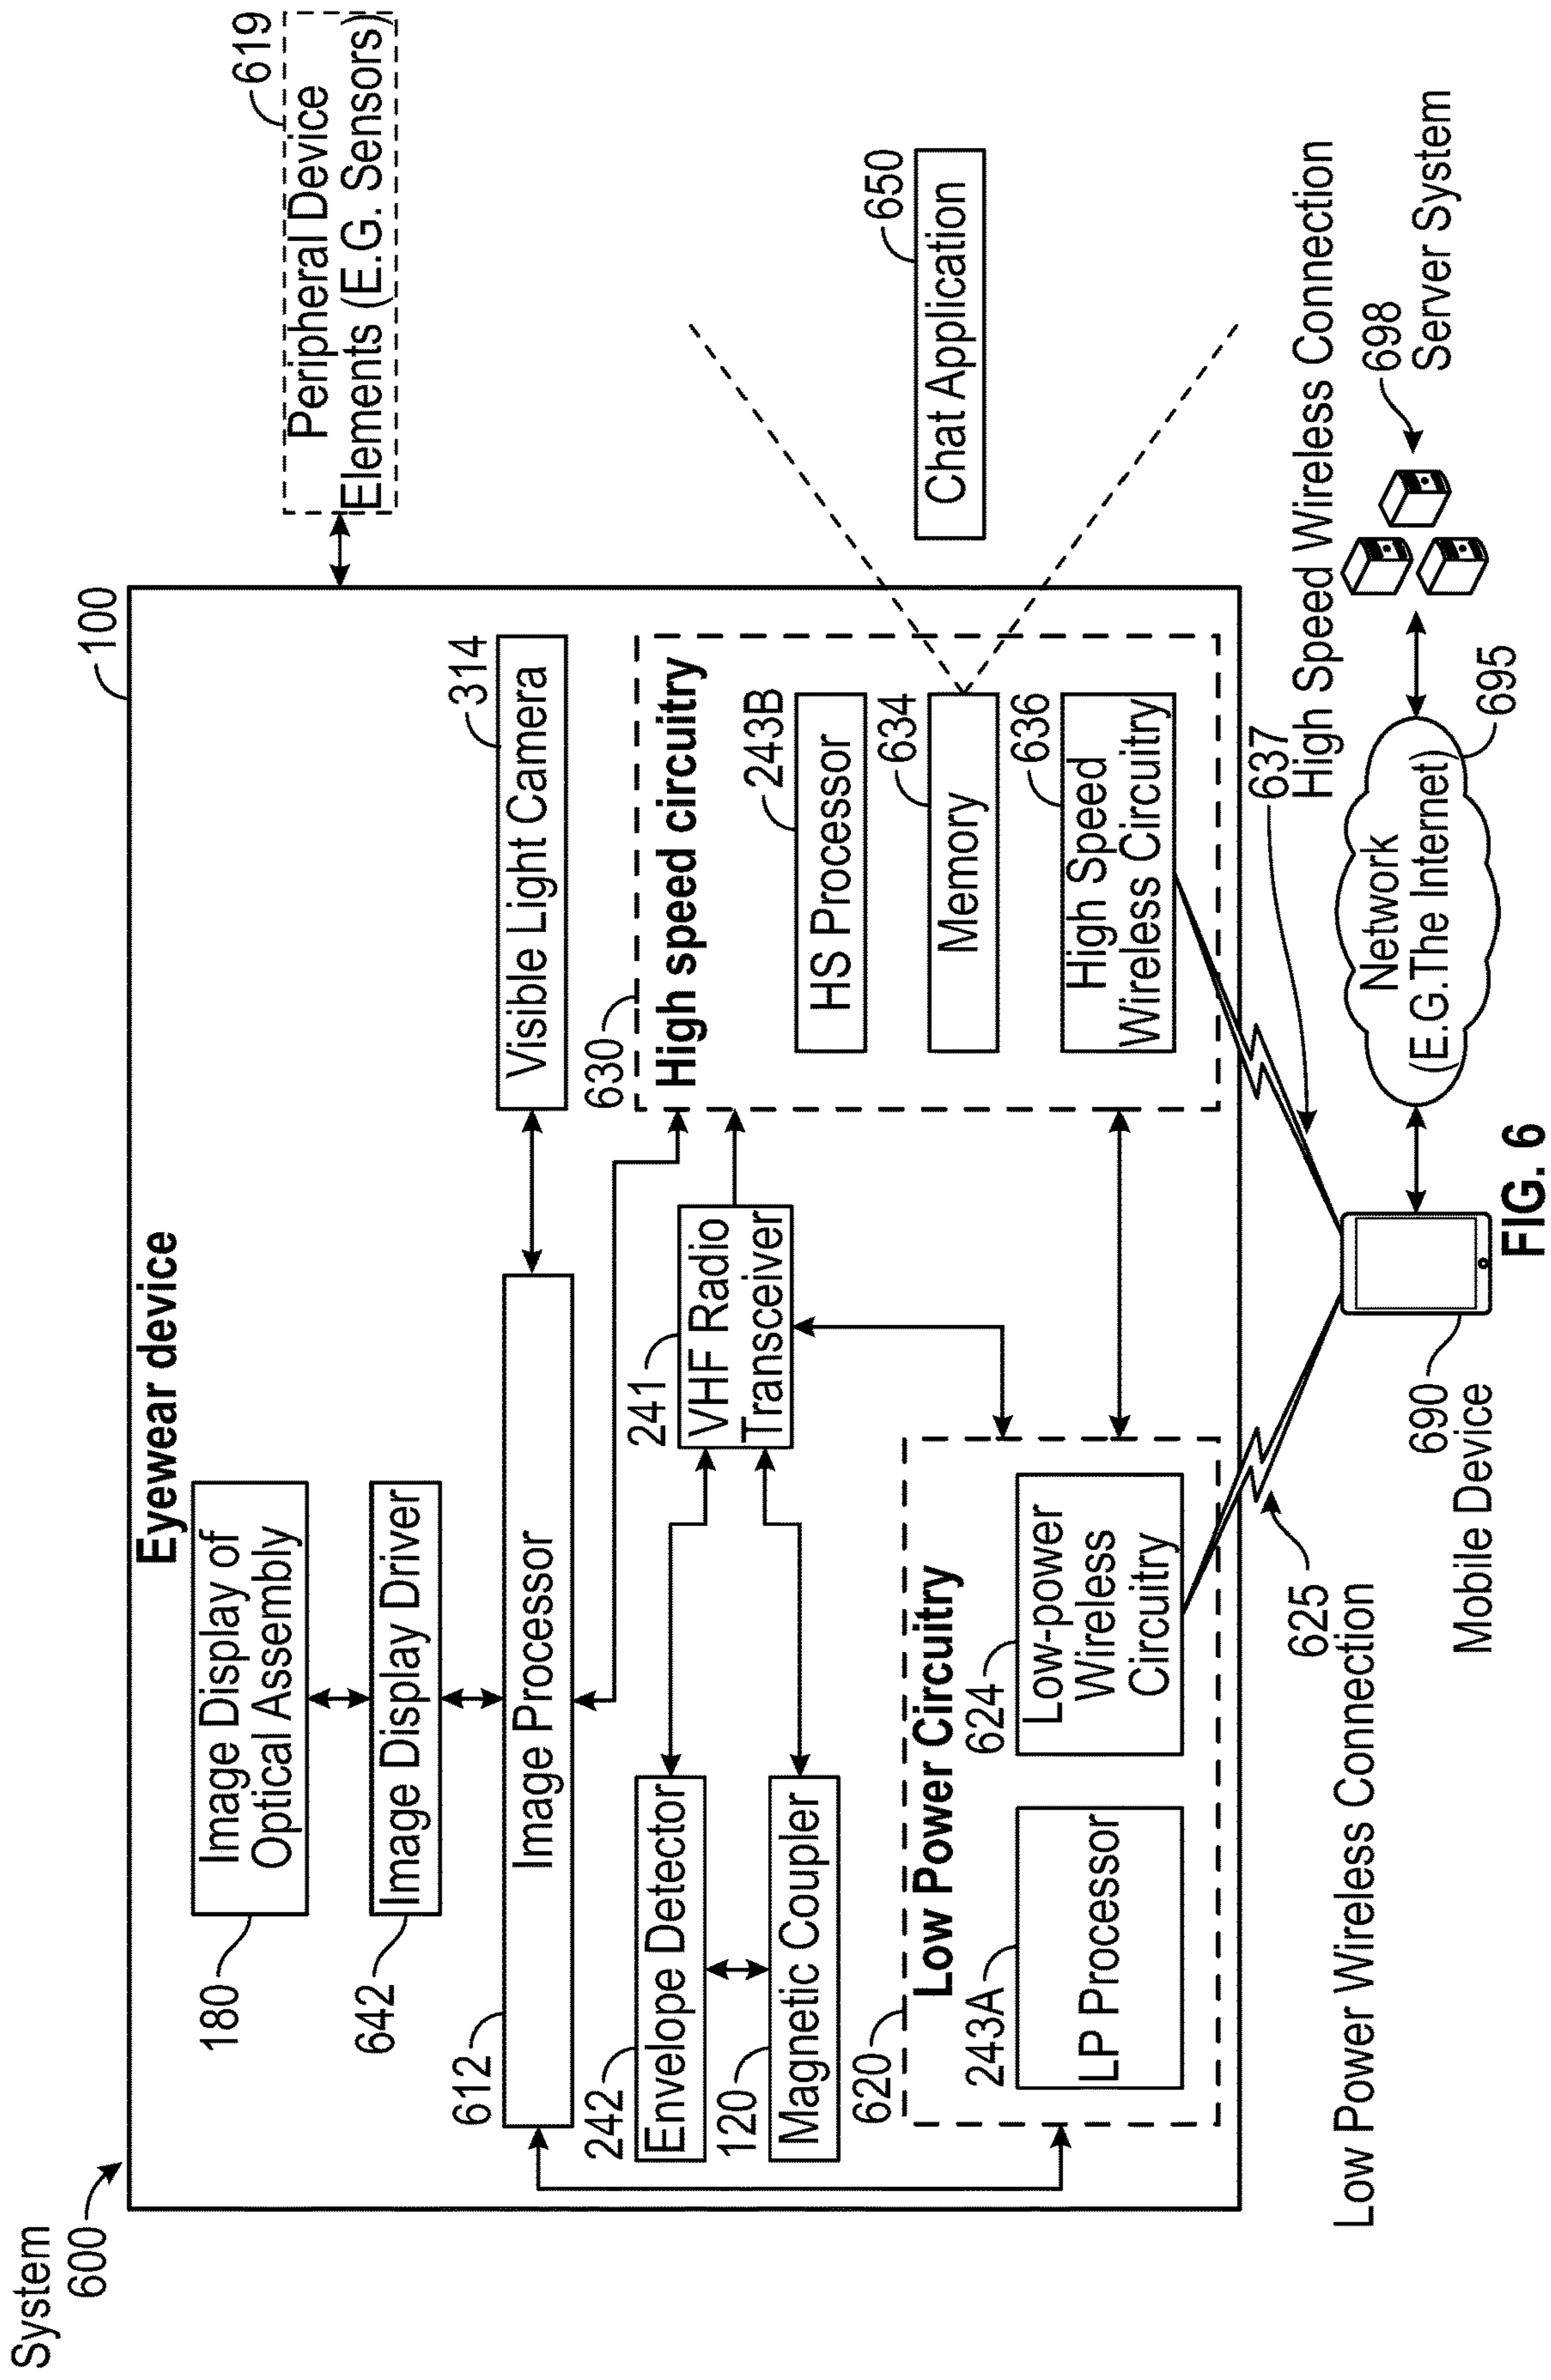 System
600
Eyewear device
100
Peripheral Device
Elements (E.G. Sensors)
619
Image Display of
Optical Assembly
180
Image Display Driver
642
Image Processor
612
Visible Light Camera
314
Envelope Detector
242
Magnetic Coupler
120
VHF Radio
Transceiver
241
High speed circuitry
630
HS Processor
243B
Memory
634
High Speed
Wireless Circuitry
636
Chat Application
650
Low Power Circuitry
620
LP Processor
243A
Low-power
Wireless
Circuitry
624
Low Power Wireless Connection
625
637
High Speed Wireless Connection
690
Mobile Device
Network
(E.G.The Internet)
695
698
Server System
FIG. 6